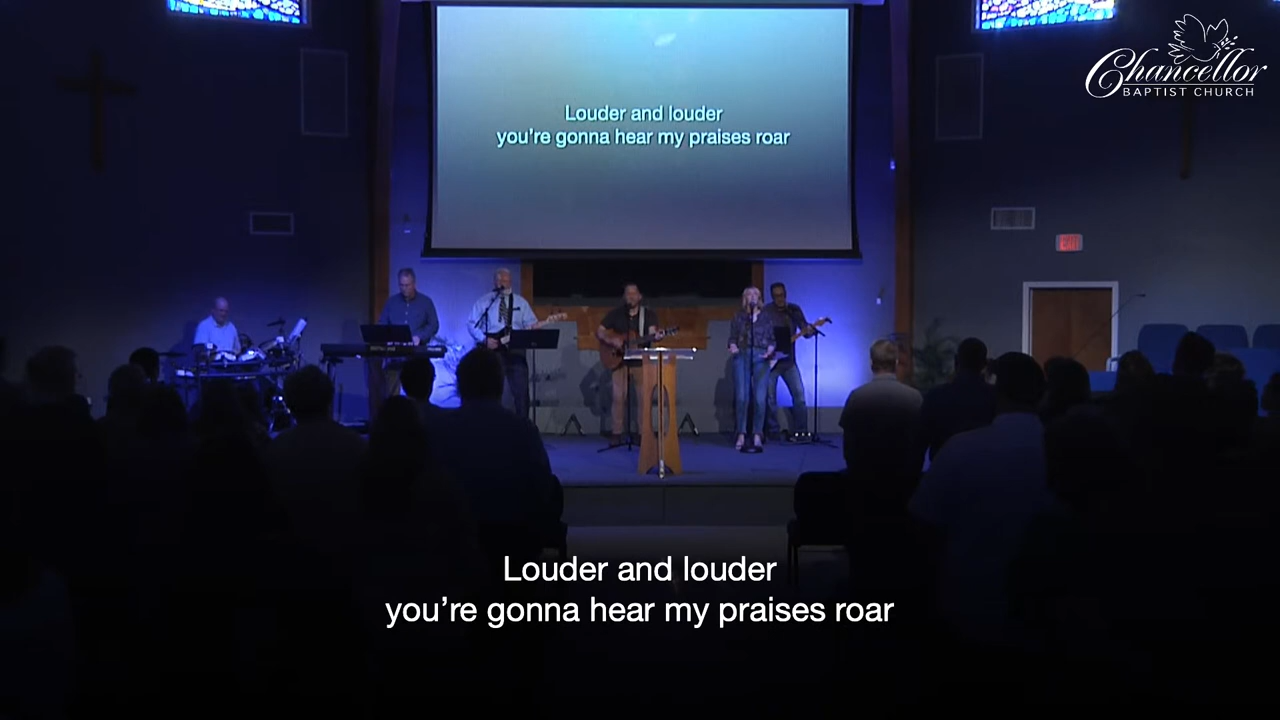 Chancellor
BAPTIST CHURCH
Louder and louder
you're gonna hear my praises roar
EXIT
Louder and louder
you're gonna hear my praises roar